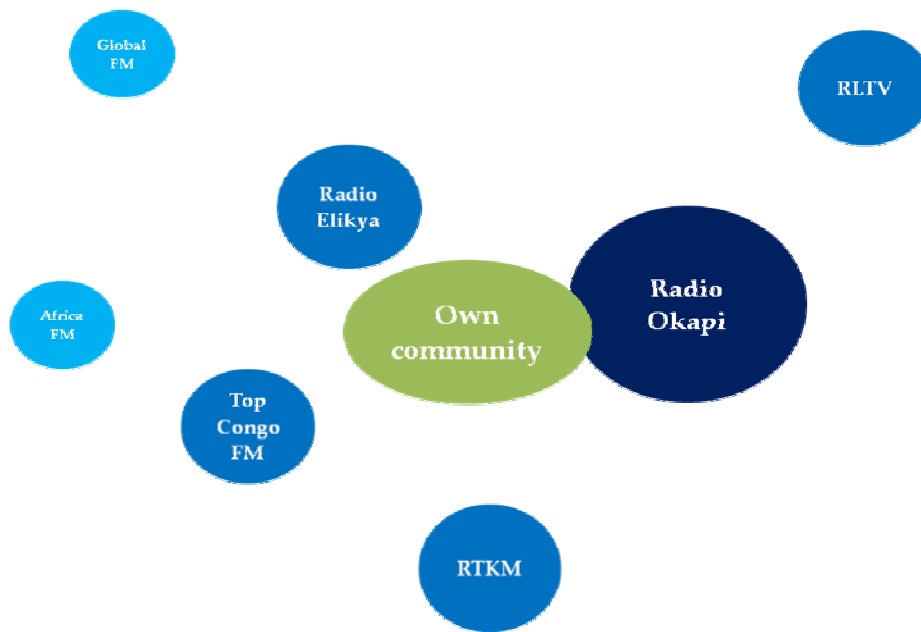 Global
FM
RLTV
Radio
Elikya
Radio
Okapi
Own
community
Africa
FM
Top
Congo
FM
RTKM